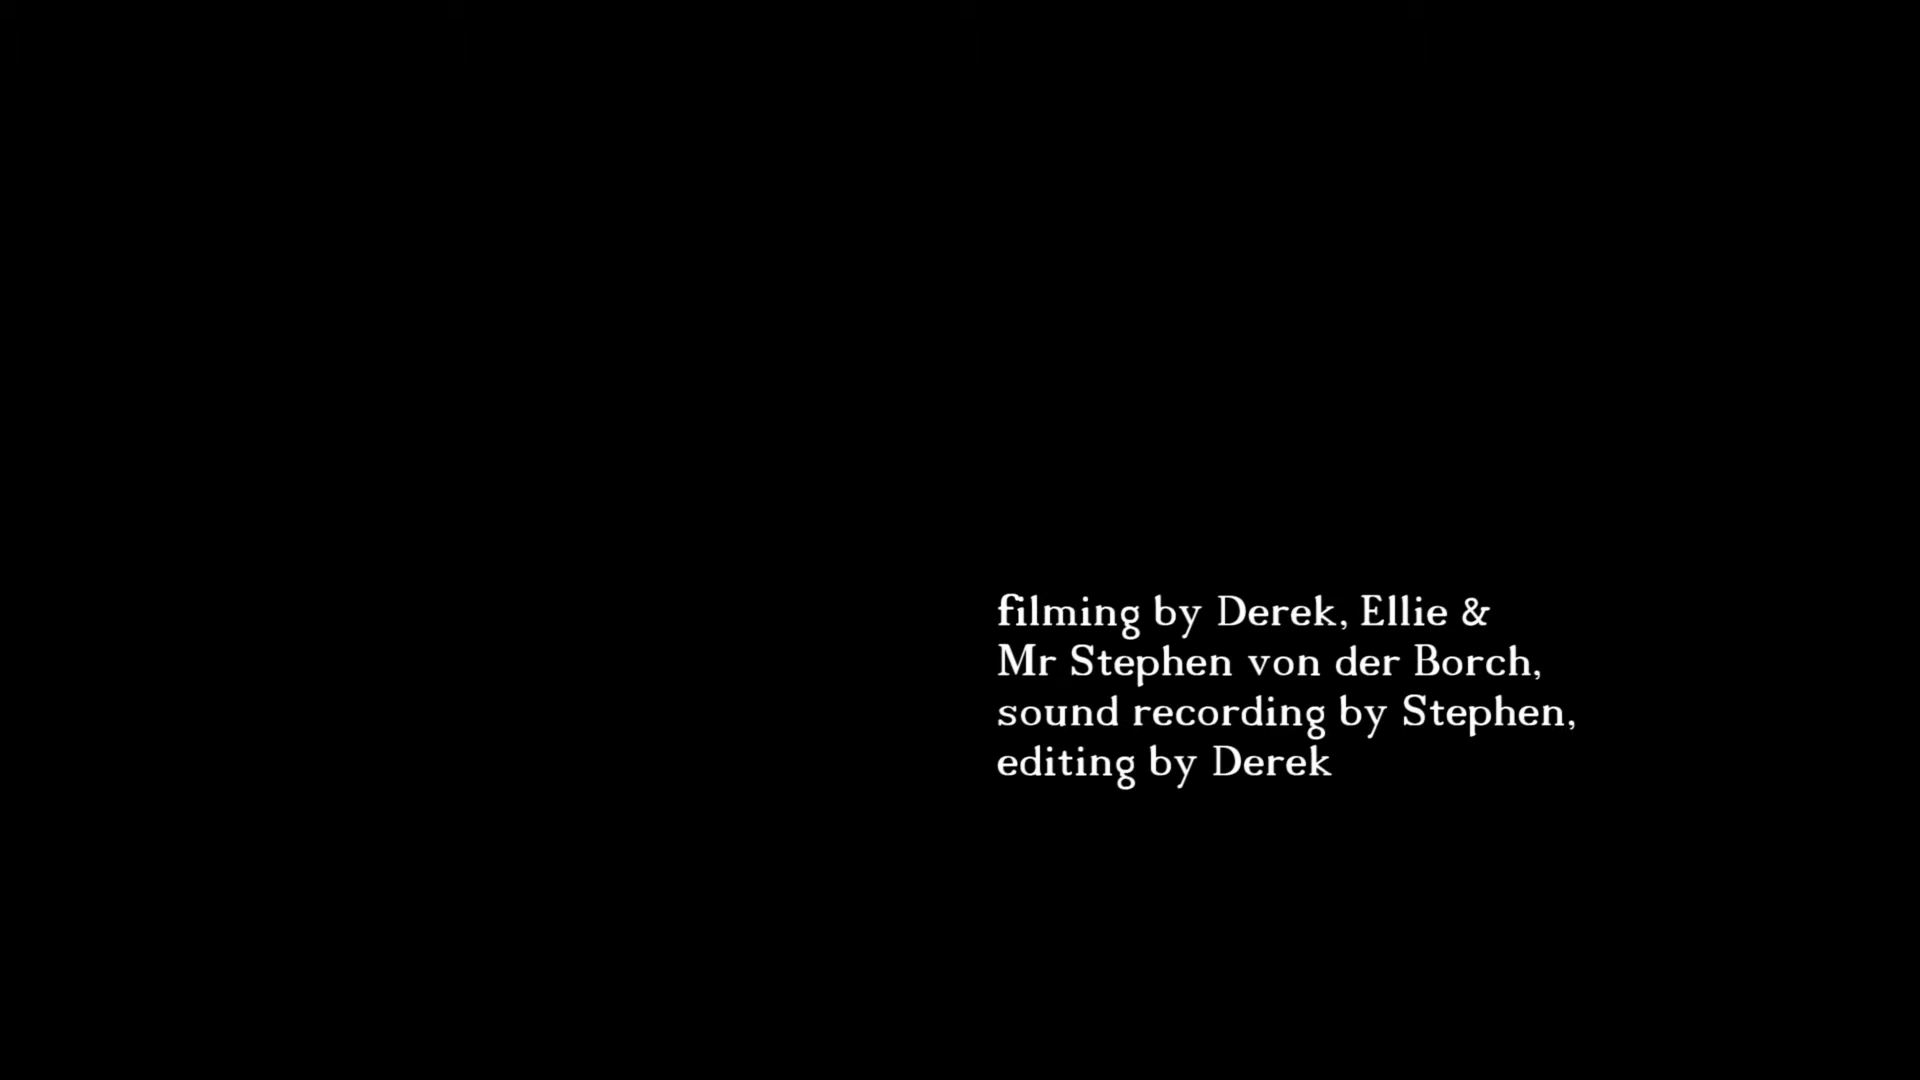 filming by Derek, Ellie &
Mr Stephen von der Borch,
sound recording by Stephen,
editing by Derek